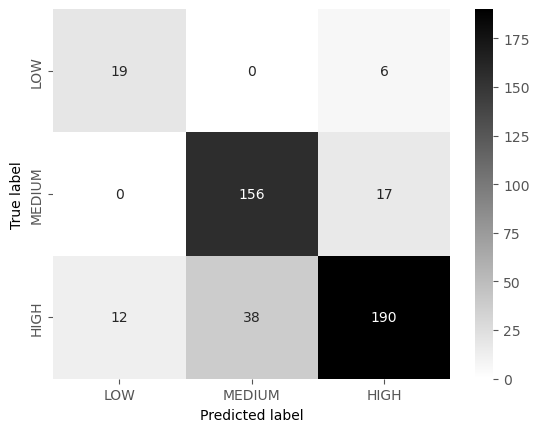 175
LOW 19 0 6
150
125
True label
MEDIUM 0 156 17
100
75
50
HIGH 12 38 190
25
0
LOW MEDIUM HIGH
Predicted label